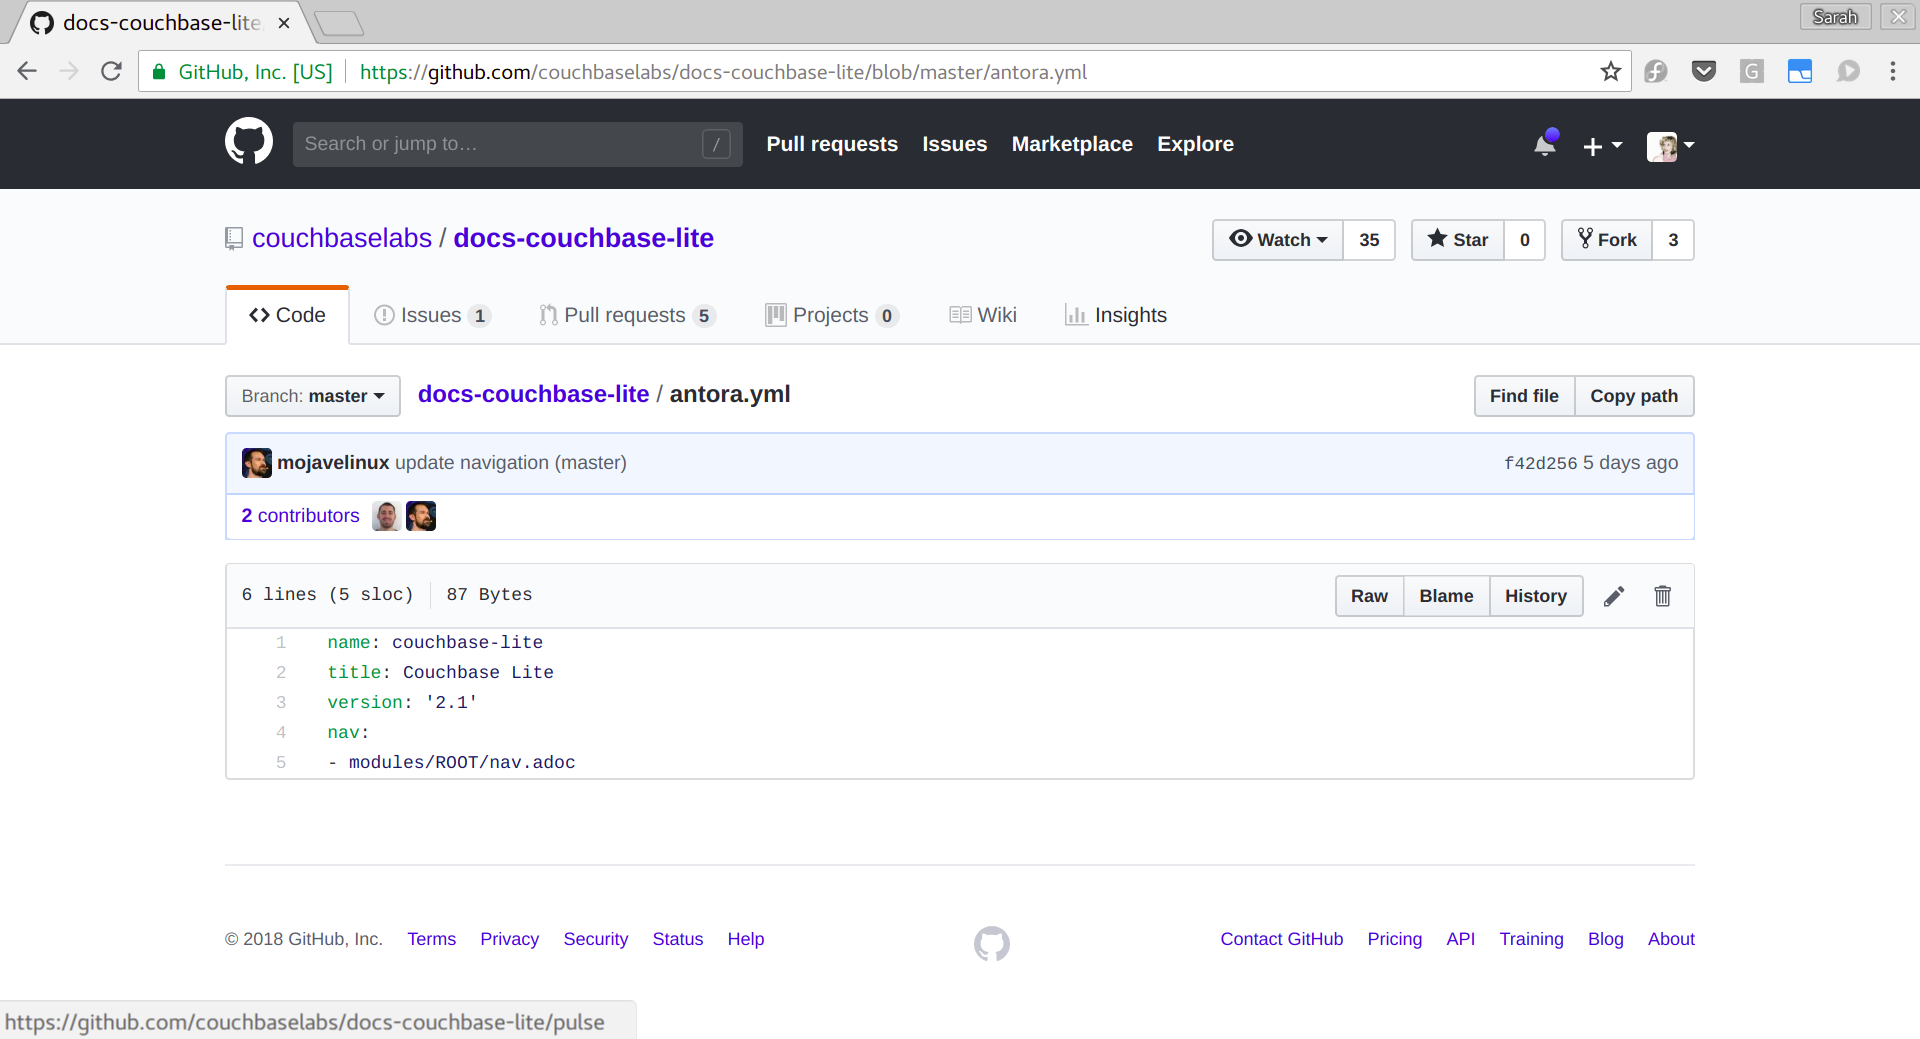 docs-couchbase-lite
Sarah
GitHub, Inc. [US] https://github.com/couchbaselabs/docs-couchbase-lite/blob/master/antora.yml
Search or jump to… / Pull requests Issues Marketplace Explore
couchbaselabs / docs-couchbase-lite Watch 35 Star 0 Fork 3
Code Issues 1 Pull requests 5 Projects 0 Wiki Insights
Branch: master docs-couchbase-lite / antora.yml Find file Copy path
mojavelinux update navigation (master) f42d256 5 days ago
2 contributors
6 lines (5 sloc) 87 Bytes Raw Blame History
1 name: couchbase-lite
2 title: Couchbase Lite
3 version: '2.1'
4 nav:
5 - modules/ROOT/nav.adoc
© 2018 GitHub, Inc. Terms Privacy Security Status Help Contact GitHub Pricing API Training Blog About
https://github.com/couchbaselabs/docs-couchbase-lite/pulse